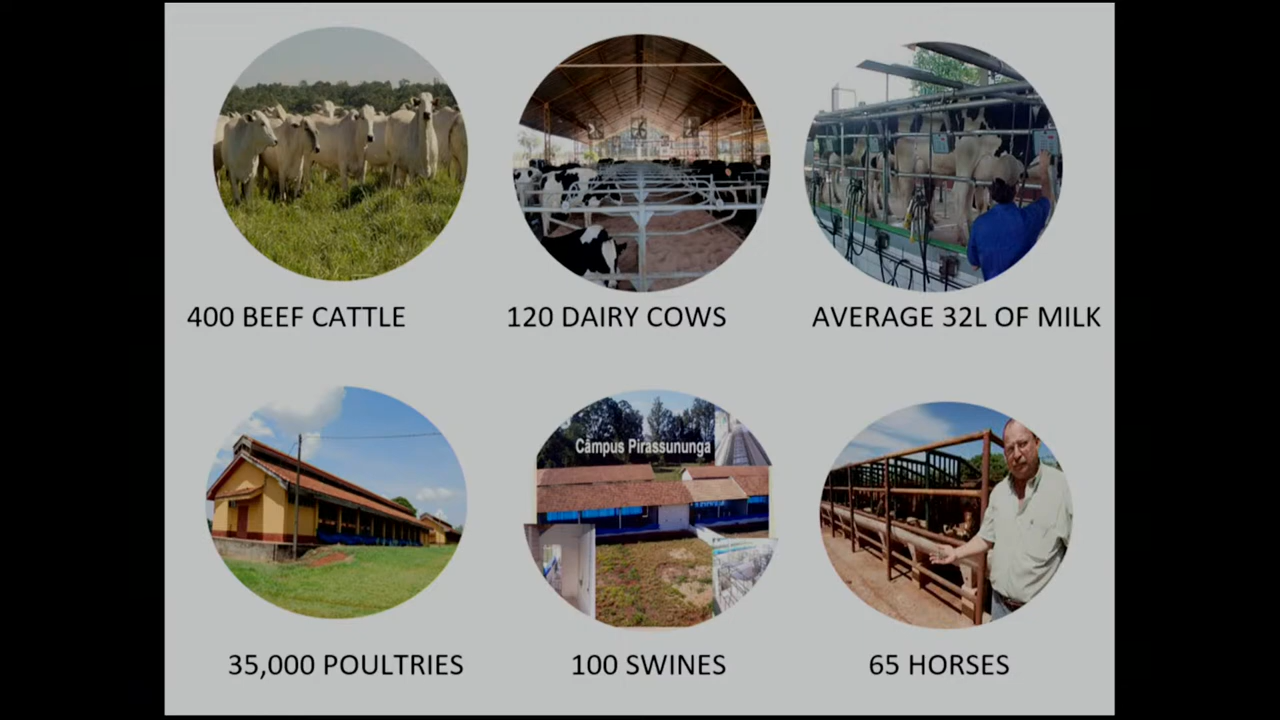 400 BEEF CATTLE
120 DAIRY COWS
AVERAGE 32L OF MILK
Câmpus Pirassununga
35,000 POULTRIES
100 SWINES
65 HORSES